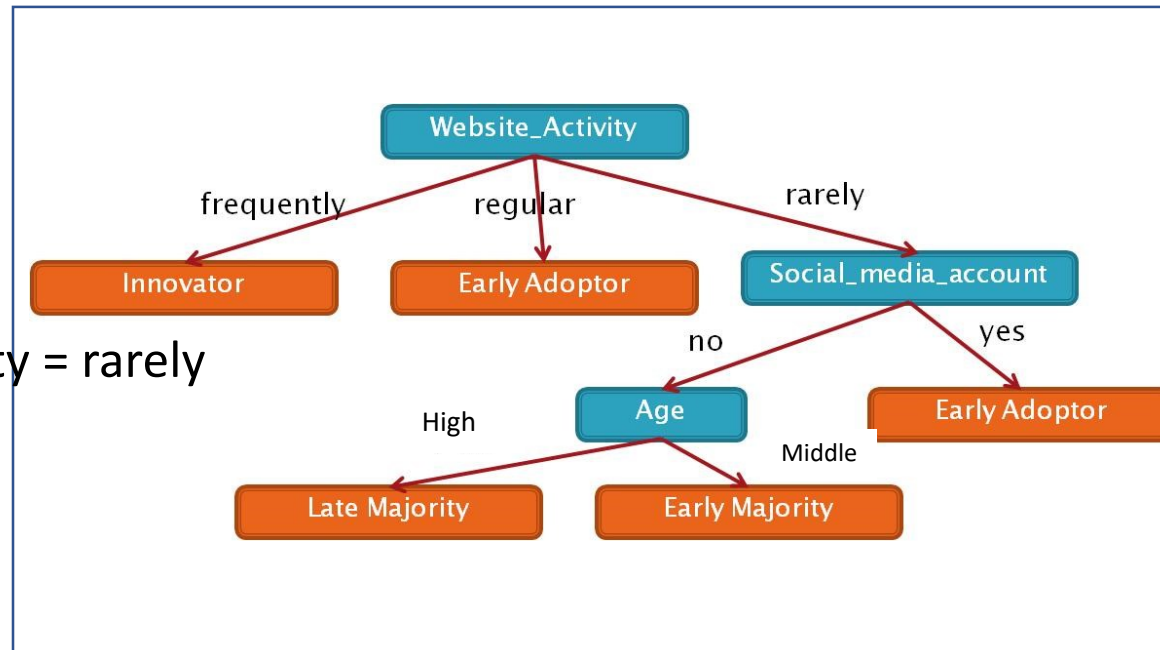 Website_Activity
frequently
regular
rarely
Innovator
Early Adoptor
Social_media_account
ty = rarely
no
yes
High
Age
Early Adoptor
Middle
Late Majority
Early Majority